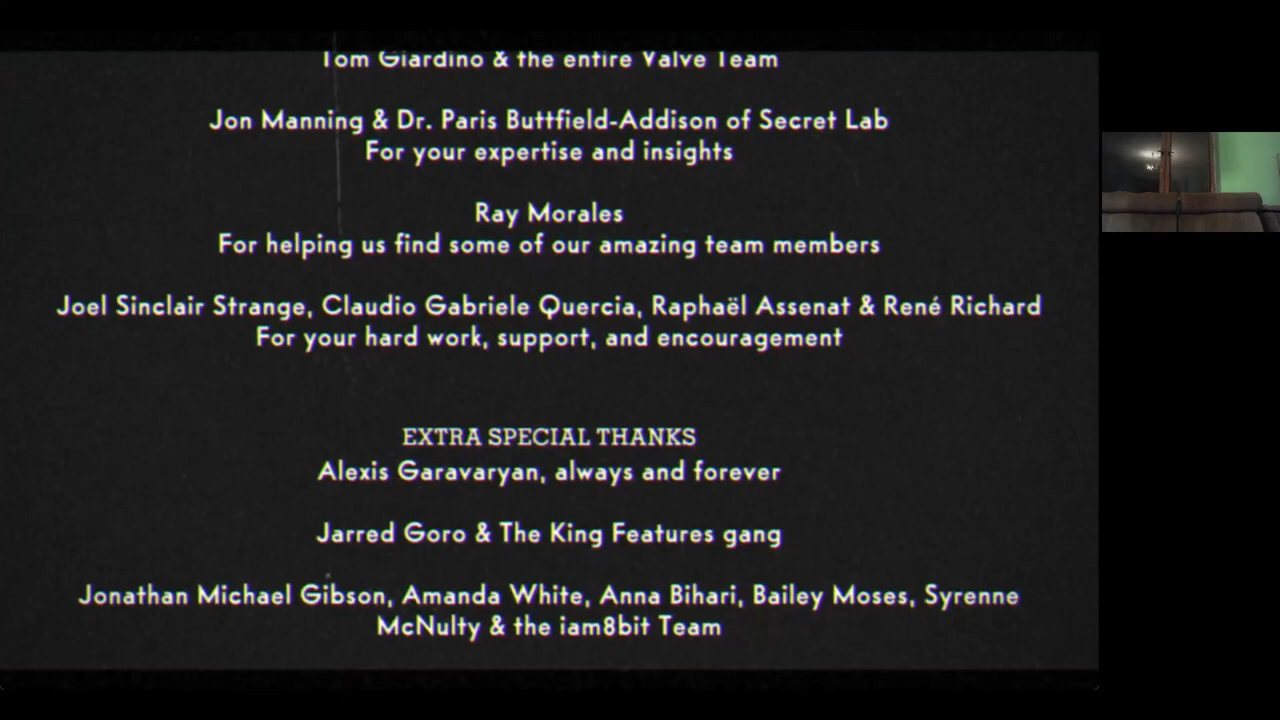 Tom Giardino & the entire Valve Team
Jon Manning & Dr. Paris Buttfield-Addison of Secret Lab
For your expertise and insights
Ray Morales
For helping us find some of our amazing team members
Joel Sinclair Strange, Claudio Gabriele Quercia, Raphaël Assenat & René Richard
For your hard work, support, and encouragement
EXTRA SPECIAL THANKS
Alexis Garavaryan, always and forever
Jarred Goro & The King Features gang
Jonathan Michael Gibson, Amanda White, Anna Bihari, Bailey Moses, Syrenne
McNulty & the iam8bit Team